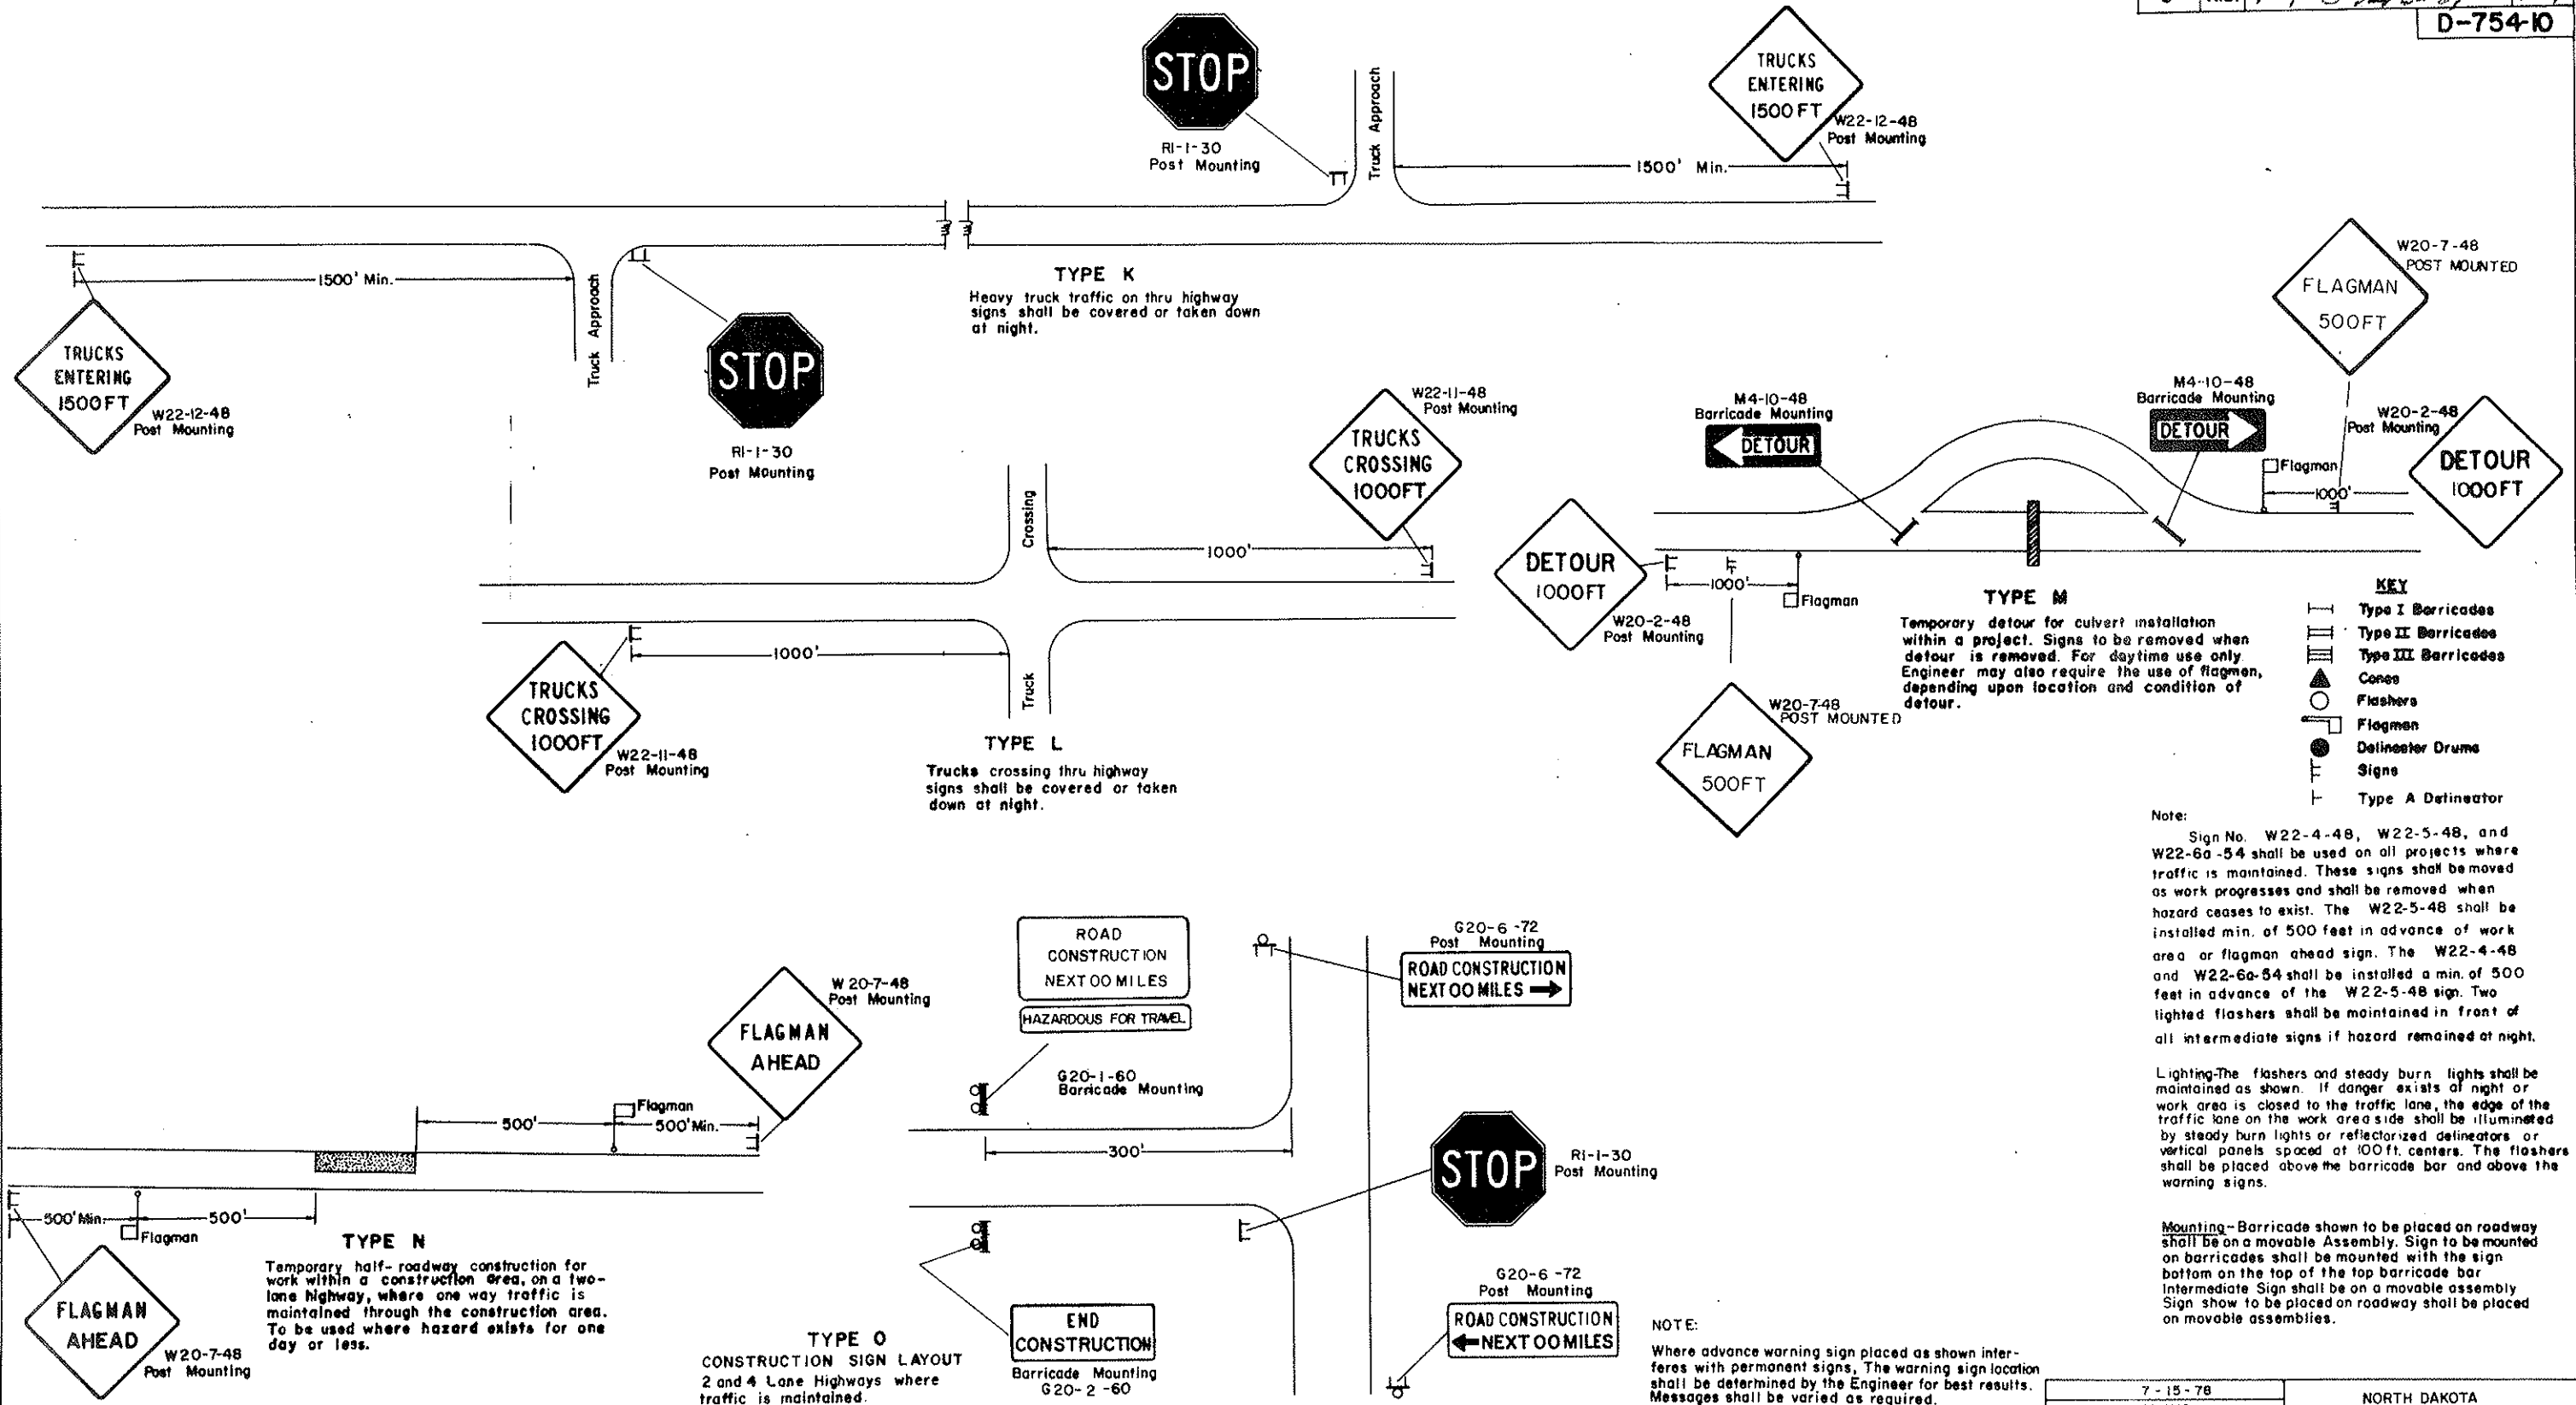 D-754-10
STOP
R1-1-30
Post Mounting
Truck Approach
TRUCKS
ENTERING
1500 FT
W22-12-48
Post Mounting
1500' Min.
1500' Min.
Truck Approach
TRUCKS
ENTERING
1500 FT
W22-12-48
Post Mounting
STOP
R1-1-30
Post Mounting
TYPE K
Heavy truck traffic on thru highway
signs shall be covered or taken down
at night.
W22-11-48
Post Mounting
TRUCKS
CROSSING
1000FT
Crossing
1000'
1000'
Truck
TRUCKS
CROSSING
1000FT
W22-11-48
Post Mounting
TYPE L
Trucks crossing thru highway
signs shall be covered or taken
down at night.
W20-7-48
POST MOUNTED
FLAGMAN
500FT
M4-10-48
Barricade Mounting
DETOUR
M4-10-48
Barricade Mounting
DETOUR
W20-2-48
Post Mounting
DETOUR
1000FT
Flagman
1000'
DETOUR
1000FT
W20-2-48
Post Mounting
1000'
Flagman
W20-7-48
POST MOUNTED
FLAGMAN
500FT
TYPE M
Temporary detour for culvert installation
within a project. Signs to be removed when
detour is removed. For daytime use only.
Engineer may also require the use of flagmen,
depending upon location and condition of
detour.
KEY
Type I Barricades
Type II Barricades
Type III Barricades
Cones
Flashers
Flagman
Delineator Drums
Signs
Type A Delineator
Note:
Sign No. W22-4-48, W22-5-48, and
W22-6a-54 shall be used on all projects where
traffic is maintained. These signs shall be moved
as work progresses and shall be removed when
hazard ceases to exist. The W22-5-48 shall be
installed min. of 500 feet in advance of work
area or flagman ahead sign. The W22-4-48
and W22-6a-54 shall be installed a min. of 500
feet in advance of the W22-5-48 sign. Two
lighted flashers shall be maintained in front of
all intermediate signs if hazard remained at night.
Lighting-The flashers and steady burn lights shall be
maintained as shown. If danger exists at night or
work area is closed to the traffic lane, the edge of the
traffic lane on the work area side shall be illuminated
by steady burn lights or reflectorized delineators or
vertical panels spaced at 100 ft. centers. The flashers
shall be placed above the barricade bar and above the
warning signs.
Mounting-Barricade shown to be placed on roadway
shall be on a movable Assembly. Sign to be mounted
on barricades shall be mounted with the sign
bottom on the top of the top barricade bar
Intermediate Sign shall be on a movable assembly
Sign show to be placed on roadway shall be placed
on movable assemblies.
W 20-7-48
Post Mounting
FLAGMAN
AHEAD
Flagman
500'
500' Min.
500' Min.
500'
Flagman
FLAGMAN
AHEAD
W20-7-48
Post Mounting
TYPE N
Temporary half-roadway construction for
work within a construction area, on a two-
lane highway, where one way traffic is
maintained through the construction area.
To be used where hazard exists for one
day or less.
ROAD
CONSTRUCTION
NEXT 00 MILES
HAZARDOUS FOR TRAVEL
G20-1-60
Barricade Mounting
G20-6-72
Post Mounting
ROAD CONSTRUCTION
NEXT 00 MILES
300'
STOP
R1-1-30
Post Mounting
END
CONSTRUCTION
Barricade Mounting
G20-2-60
G20-6-72
Post Mounting
ROAD CONSTRUCTION
NEXT 00 MILES
TYPE O
CONSTRUCTION SIGN LAYOUT
2 and 4 Lane Highways where
traffic is maintained.
NOTE:
Where advance warning sign placed as shown inter-
feres with permanent signs, The warning sign location
shall be determined by the Engineer for best results.
Messages shall be varied as required.
7-15-78
NORTH DAKOTA